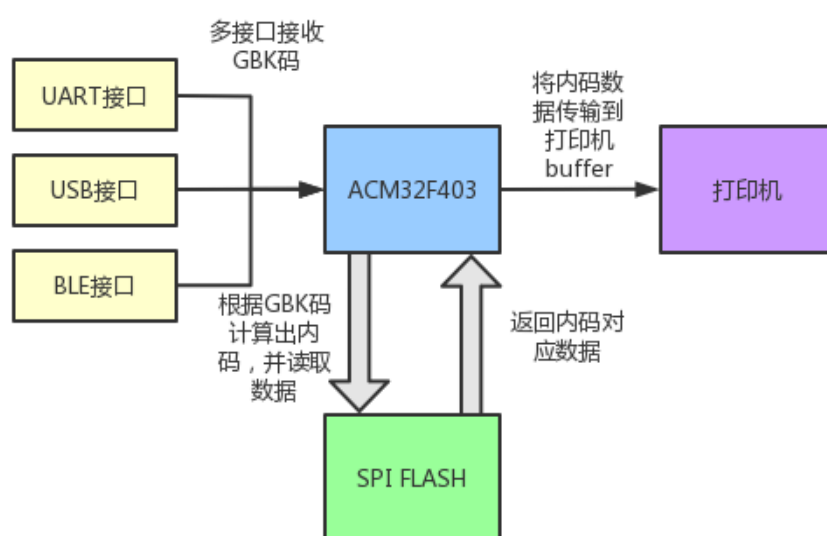 多接口接收
GBK码
UART接口
USB接口
BLE接口
ACM32F403
将内码数
据传输到
打印机
buffer
打印机
根据GBK码
计算出内
码，并读取
数据
返回内码对
应数据
SPI FLASH